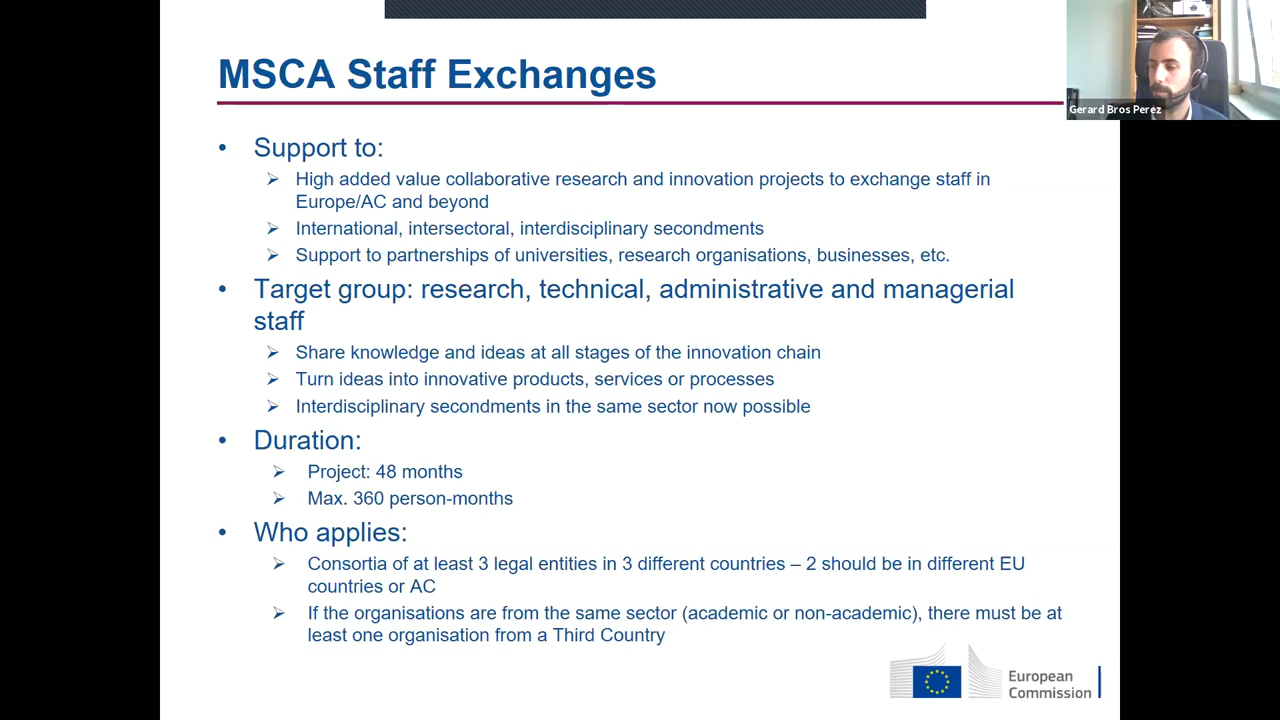 MSCA Staff Exchanges
Gerard Bros Perez
• Support to:
➢ High added value collaborative research and innovation projects to exchange staff in
Europe/AC and beyond
➢ International, intersectoral, interdisciplinary secondments
➢ Support to partnerships of universities, research organisations, businesses, etc.
• Target group: research, technical, administrative and managerial
staff
➢ Share knowledge and ideas at all stages of the innovation chain
➢ Turn ideas into innovative products, services or processes
➢ Interdisciplinary secondments in the same sector now possible
• Duration:
➢ Project: 48 months
➢ Max. 360 person-months
• Who applies:
➢ Consortia of at least 3 legal entities in 3 different countries – 2 should be in different EU
countries or AC
➢ If the organisations are from the same sector (academic or non-academic), there must be at
least one organisation from a Third Country
European
Commission